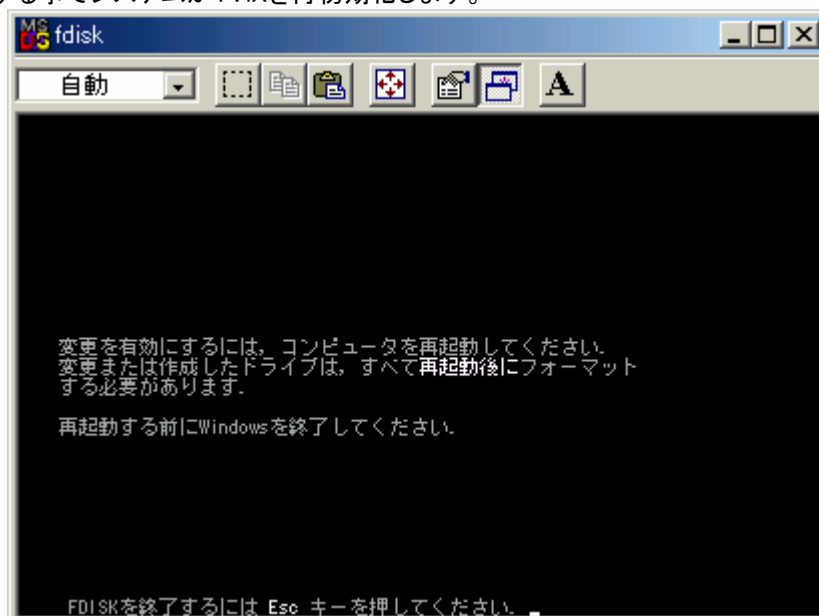 fdisk
自動
A
変更を有効にするには，コンピュータを再起動してください．
変更または作成したドライブは，すべて再起動後にフォーマット
する必要があります．
再起動する前にWindowsを終了してください．
FDISKを終了するには Esc キーを押してください．